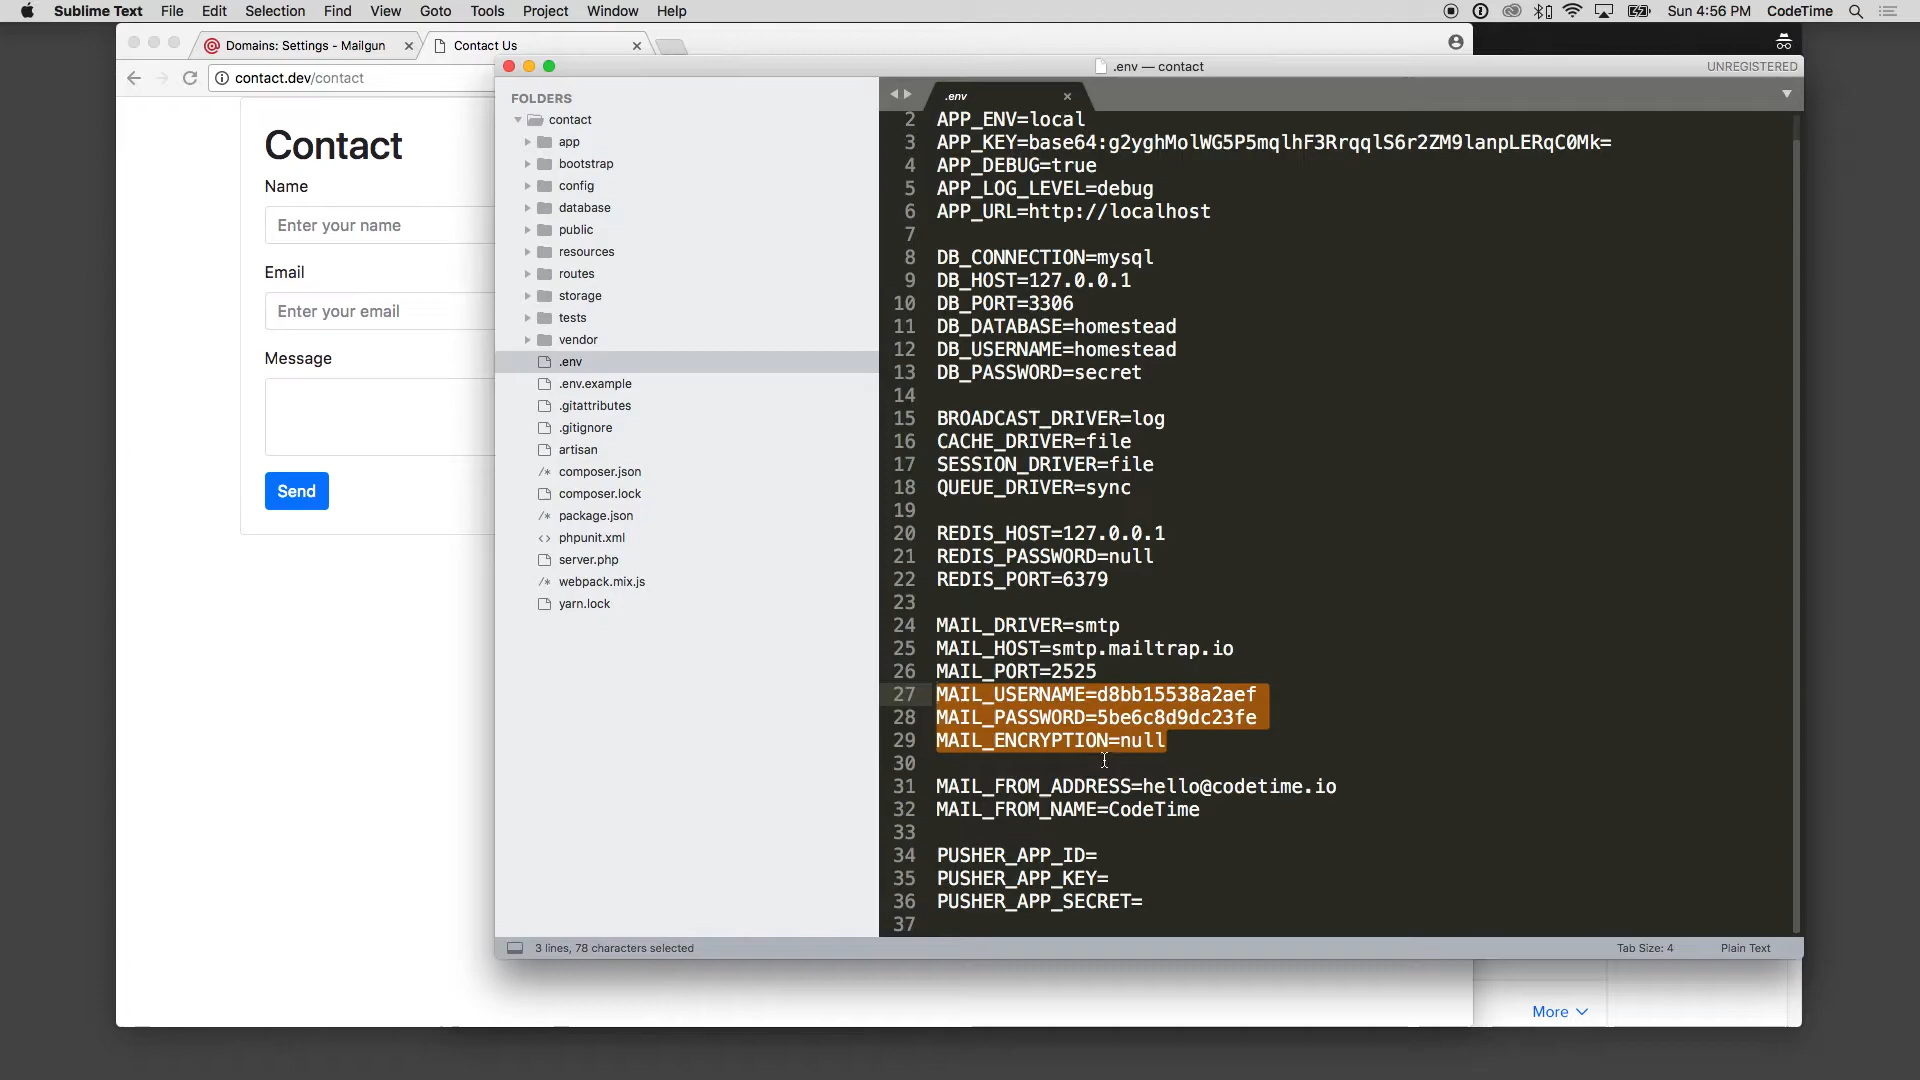 Sublime Text File Edit Selection Find View Goto Tools Project Window Help
Sun 4:56 PM CodeTime
Domains: Settings - Mailgun
Contact Us
contact.dev/contact
Contact
Name
Enter your name
Email
Enter your email
Message
Send
.env — contact
UNREGISTERED
FOLDERS
contact
app
bootstrap
config
database
public
resources
routes
storage
tests
vendor
.env
.env.example
.gitattributes
.gitignore
artisan
/* composer.json
composer.lock
/* package.json
<> phpunit.xml
server.php
/* webpack.mix.js
yarn.lock
.env
2 APP_ENV=local
3 APP_KEY=base64:g2yghMolWG5P5mqlhF3RrqqlS6r2ZM9lanpLERqC0Mk=
4 APP_DEBUG=true
5 APP_LOG_LEVEL=debug
6 APP_URL=http://localhost
7
8 DB_CONNECTION=mysql
9 DB_HOST=127.0.0.1
10 DB_PORT=3306
11 DB_DATABASE=homestead
12 DB_USERNAME=homestead
13 DB_PASSWORD=secret
14
15 BROADCAST_DRIVER=log
16 CACHE_DRIVER=file
17 SESSION_DRIVER=file
18 QUEUE_DRIVER=sync
19
20 REDIS_HOST=127.0.0.1
21 REDIS_PASSWORD=null
22 REDIS_PORT=6379
23
24 MAIL_DRIVER=smtp
25 MAIL_HOST=smtp.mailtrap.io
26 MAIL_PORT=2525
27 MAIL_USERNAME=d8bb15538a2aef
28 MAIL_PASSWORD=5be6c8d9dc23fe
29 MAIL_ENCRYPTION=null
30
31 MAIL_FROM_ADDRESS=hello@codetime.io
32 MAIL_FROM_NAME=CodeTime
33
34 PUSHER_APP_ID=
35 PUSHER_APP_KEY=
36 PUSHER_APP_SECRET=
37
3 lines, 78 characters selected
Tab Size: 4
Plain Text
More